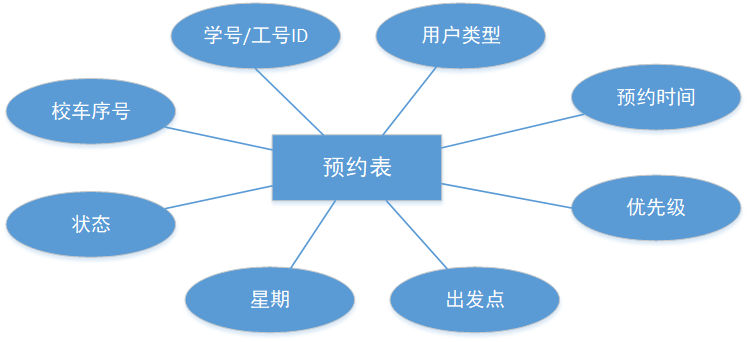 学号/工号ID
用户类型
校车序号
预约时间
预约表
状态
优先级
星期
出发点